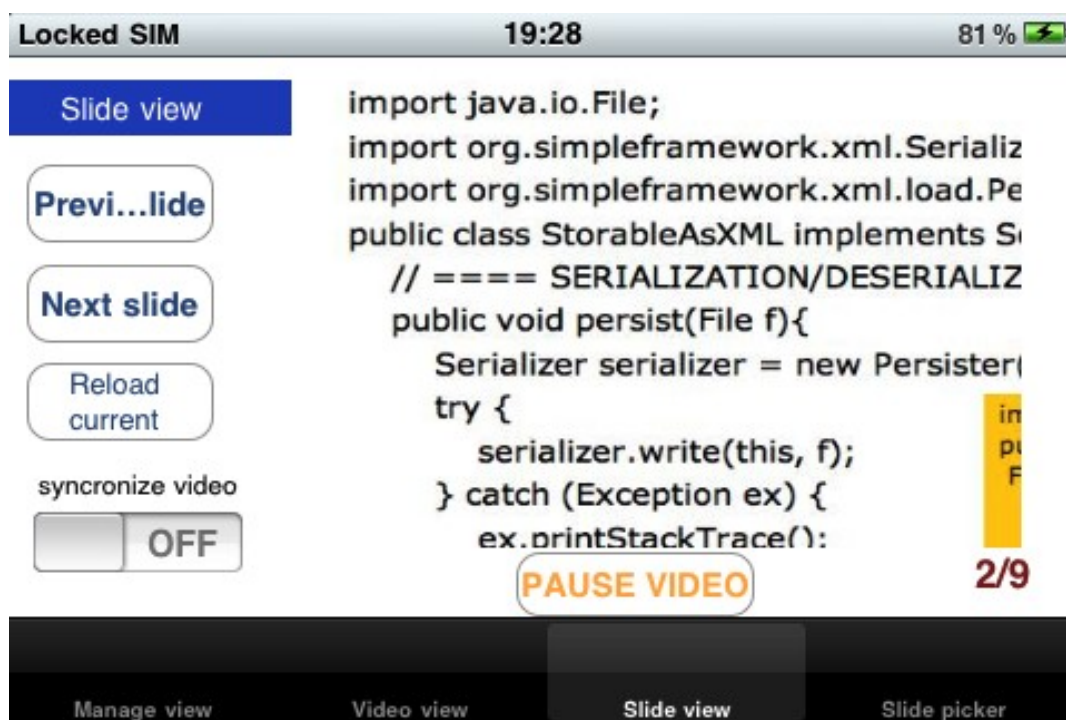 Locked SIM 19:28 81 %
Slide view
Previ...lide
Next slide
Reload
current
syncronize video
OFF
import java.io.File;
import org.simpleframework.xml.Serializ
import org.simpleframework.xml.load.Pe
public class StorableAsXML implements S
// ==== SERIALIZATION/DESERIALIZ
public void persist(File f){
Serializer serializer = new Persister(
try {
serializer.write(this, f);
} catch (Exception ex) {
ex.printStackTrace();
im
pu
F
PAUSE VIDEO
2/9
Manage view Video view Slide view Slide picker